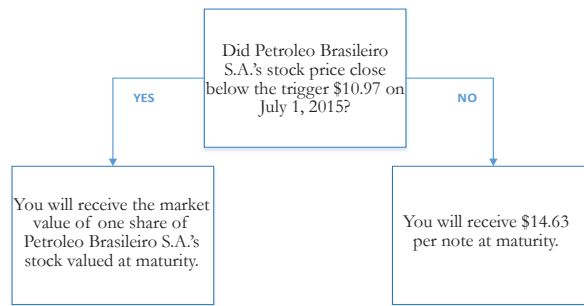 Did Petroleo Brasileiro
S.A.'s stock price close
below the trigger $10.97 on
July 1, 2015?
YES
NO
You will receive the market
value of one share of
Petroleo Brasileiro S.A.'s
stock valued at maturity.
You will receive $14.63
per note at maturity.